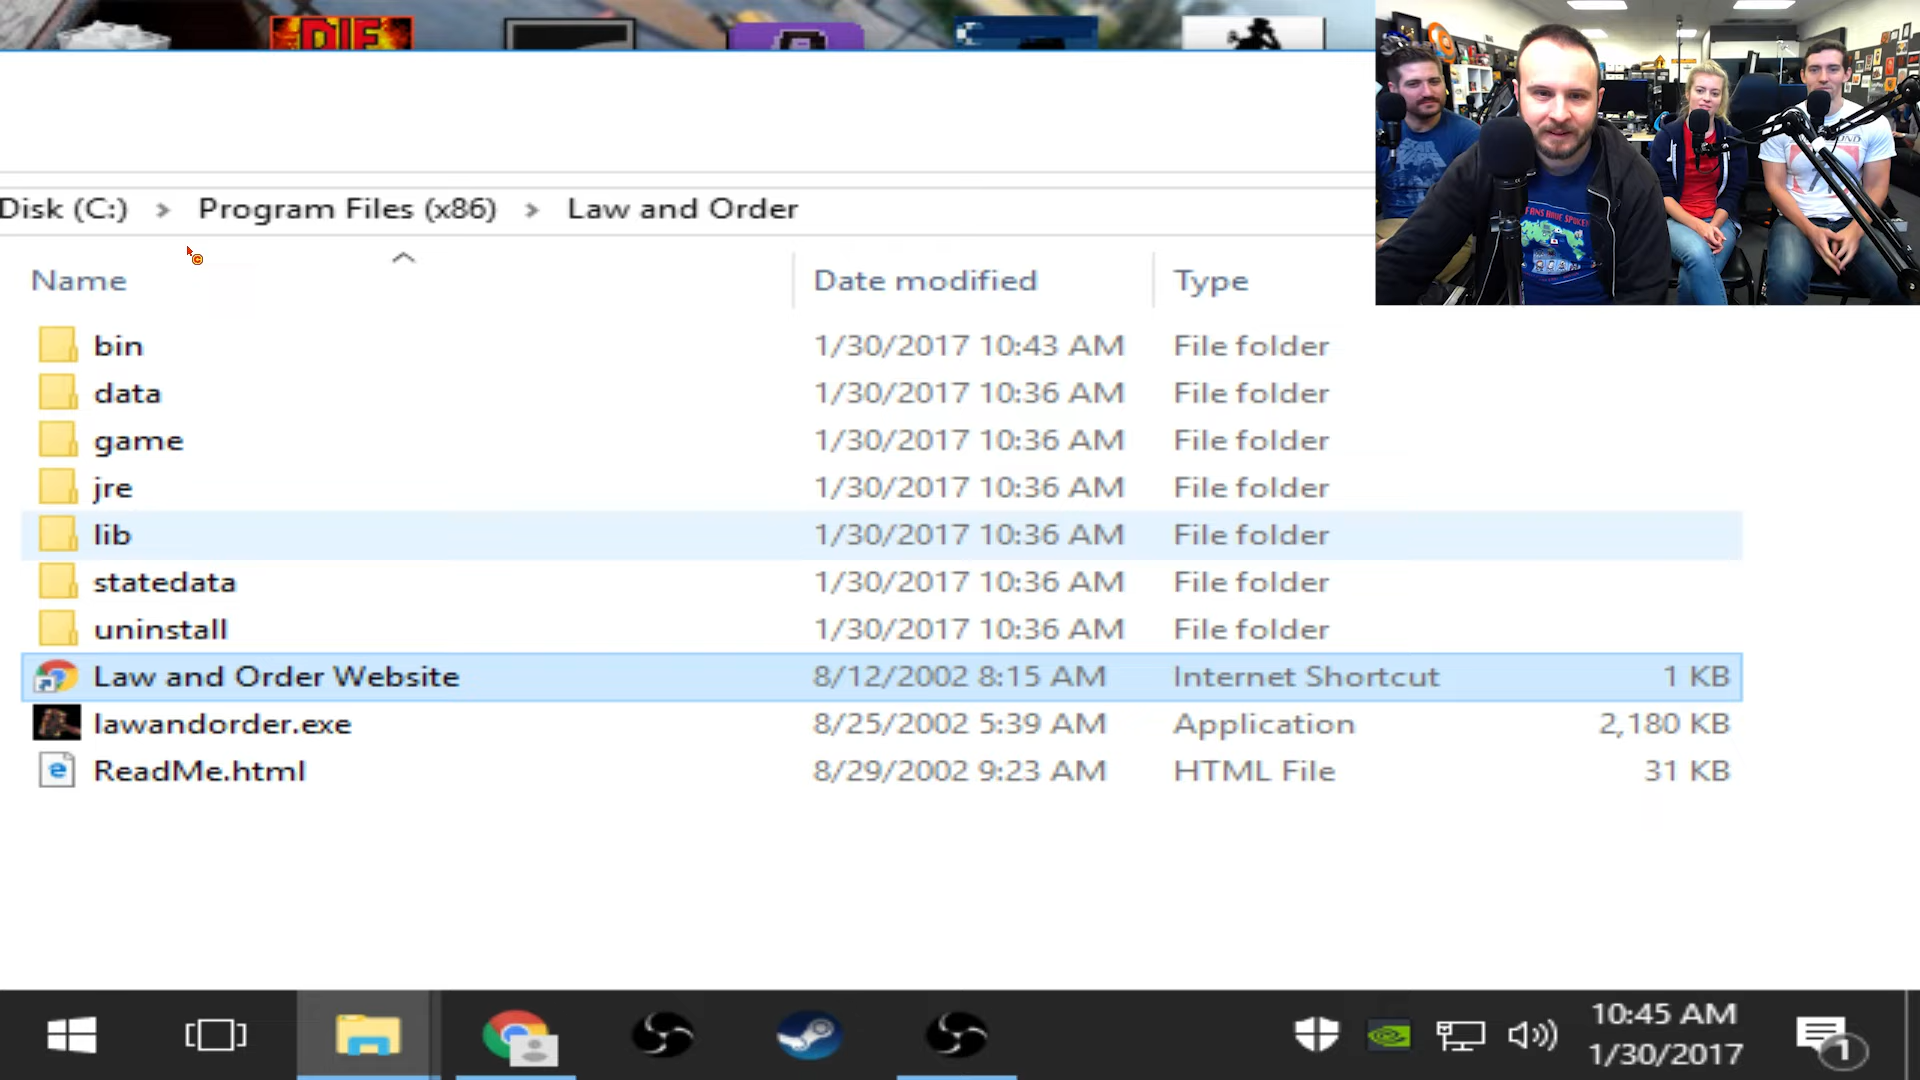 DIE
Disk (C:) > Program Files (x86) > Law and Order
Name Date modified Type
bin 1/30/2017 10:43 AM File folder
data 1/30/2017 10:36 AM File folder
game 1/30/2017 10:36 AM File folder
jre 1/30/2017 10:36 AM File folder
lib 1/30/2017 10:36 AM File folder
statedata 1/30/2017 10:36 AM File folder
uninstall 1/30/2017 10:36 AM File folder
Law and Order Website 8/12/2002 8:15 AM Internet Shortcut 1 KB
lawandorder.exe 8/25/2002 5:39 AM Application 2,180 KB
ReadMe.html 8/29/2002 9:23 AM HTML File 31 KB
10:45 AM
1/30/2017
1